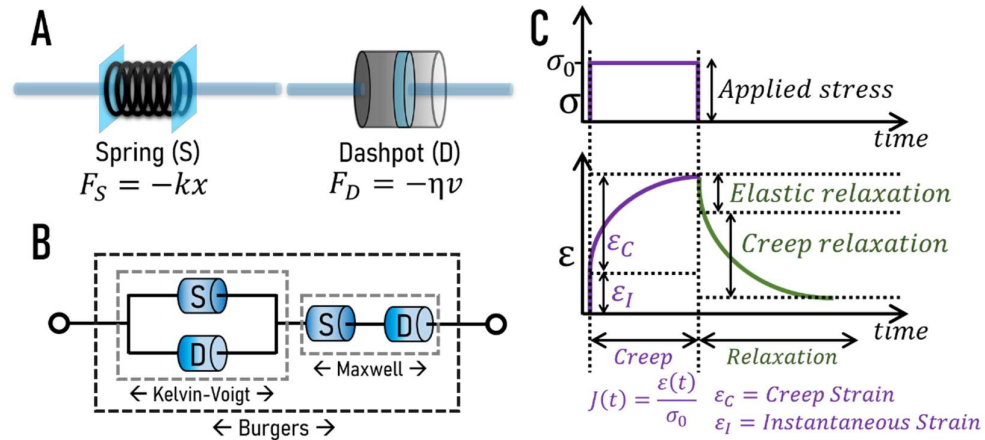 A
Spring (S)
F_S = −kx
Dashpot (D)
F_D = −ηv
B
S
D
S
D
← Kelvin-Voigt →
← Maxwell →
← Burgers →
C
σ₀
σ
Applied stress
time
ε
ε_C
ε_I
Elastic relaxation
Creep relaxation
time
Creep
Relaxation
J(t) = ε(t)/σ₀
ε_C = Creep Strain
ε_I = Instantaneous Strain